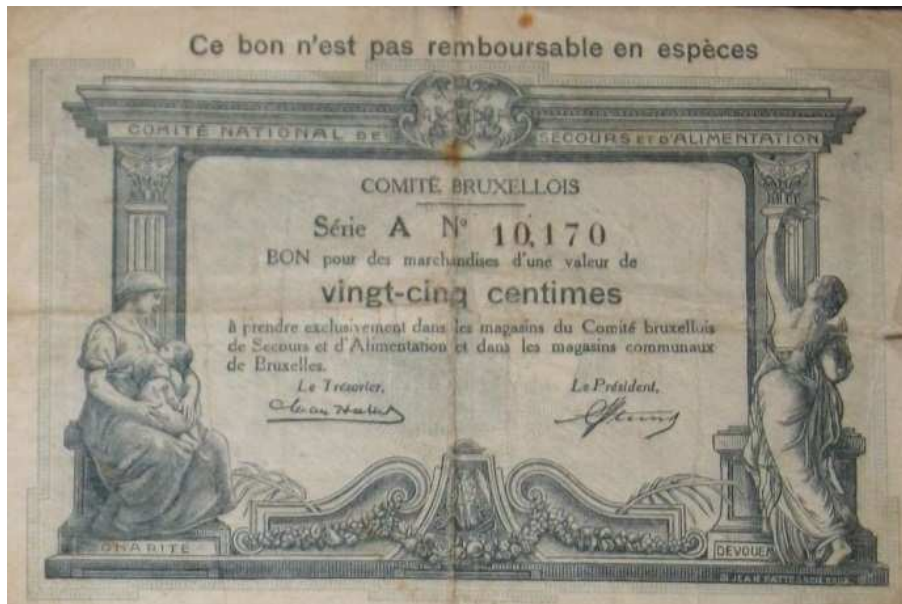 Ce bon n'est pas remboursable en espèces
COMITÉ NATIONAL DE SECOURS ET D'ALIMENTATION
COMITÉ BRUXELLOIS
Série A Nº 10,170
BON pour des marchandises d'une valeur de
vingt-cinq centimes
à prendre exclusivement dans les magasins du Comité bruxellois
de Secours et d'Alimentation et dans les magasins communaux
de Bruxelles.
Le Trésorier, Le Président,
CHARITÉ DEVOUEM